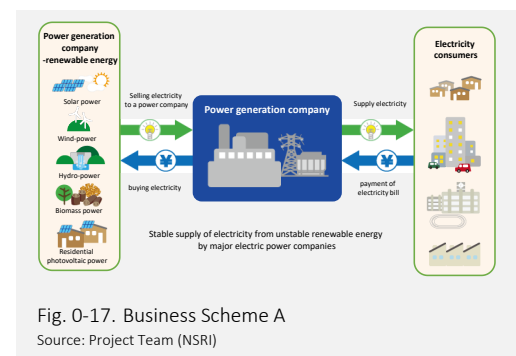 Power generation
company
-renewable energy
Solar power
Wind-power
Hydro-power
Biomass power
Residential
photovoltaic power
Selling electricity
to a power company
¥
buying electricity
Power generation company
Supply electricity
¥
payment of
electricity bill
Electricity
consumers
Stable supply of electricity from unstable renewable energy
by major electric power companies
Fig. 0-17. Business Scheme A
Source: Project Team (NSRI)